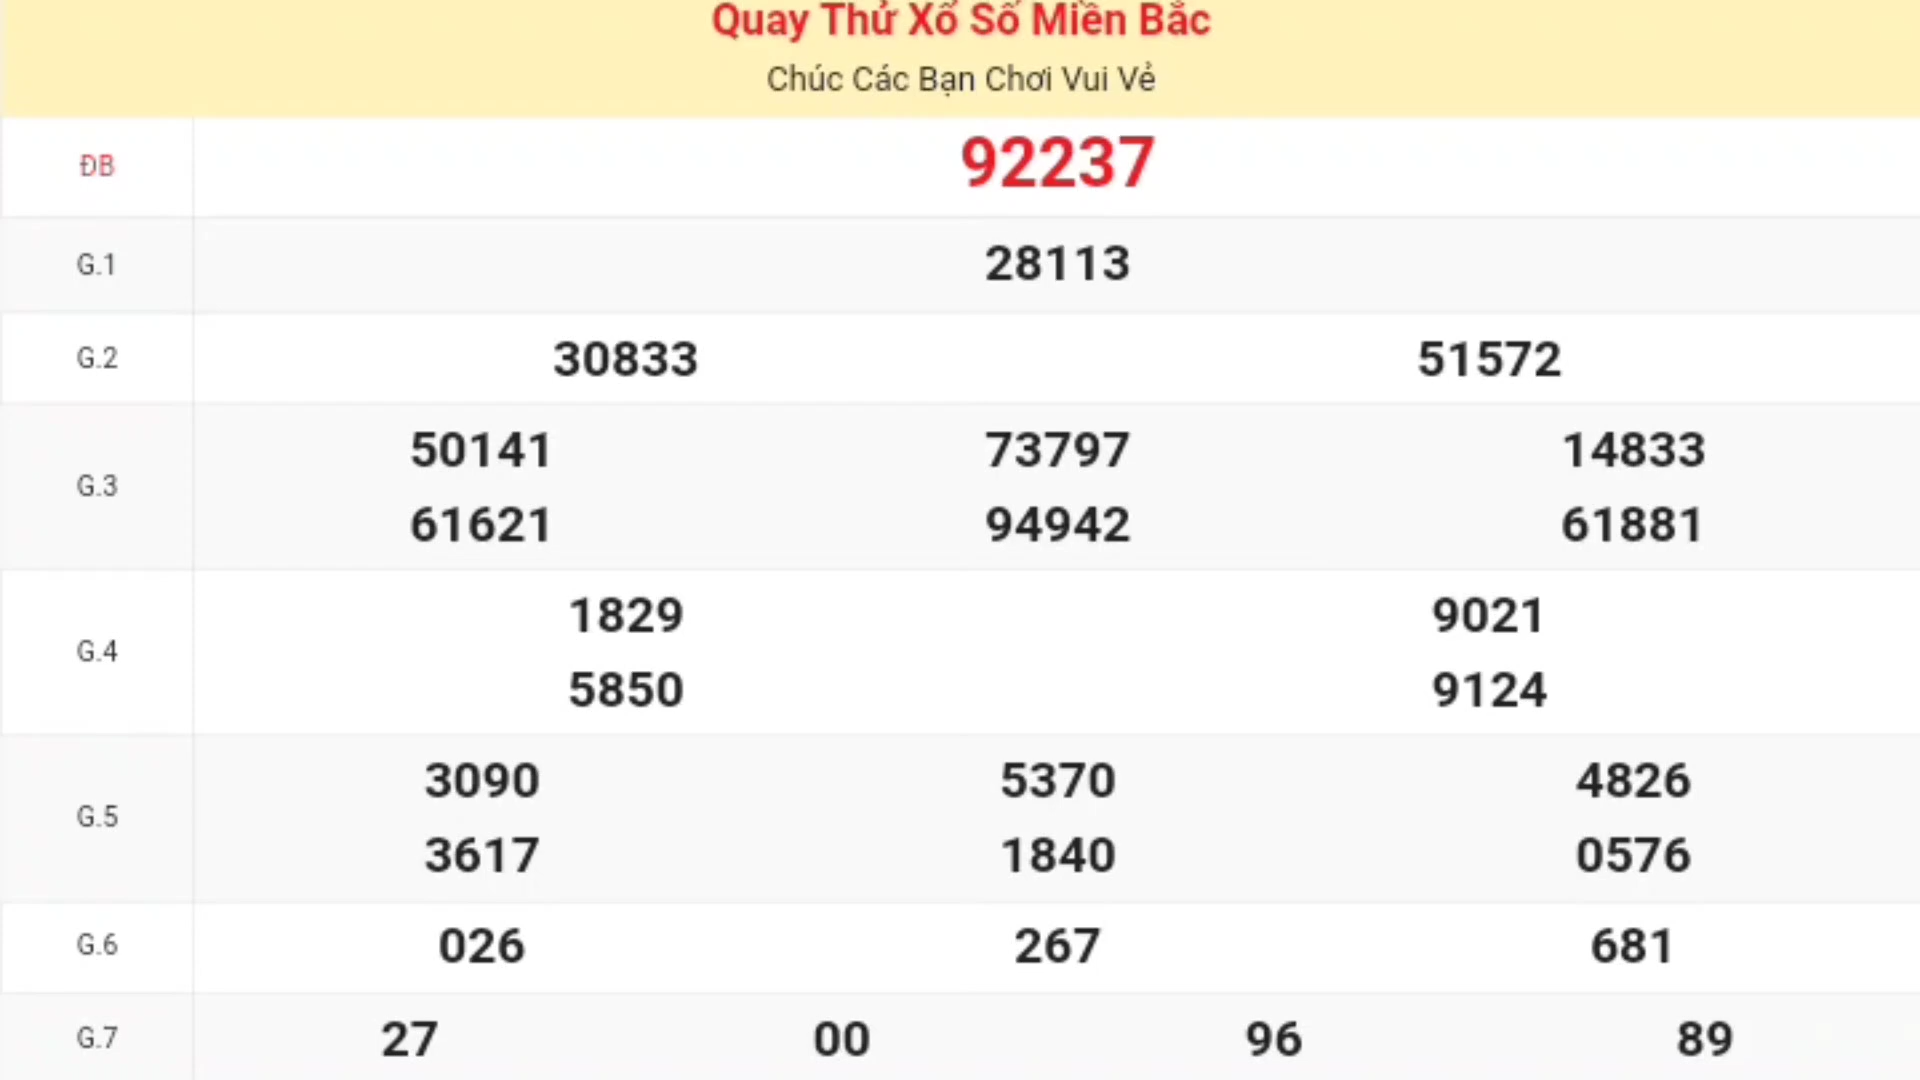 Quay Thử Xổ Số Miền Bắc
Chúc Các Bạn Chơi Vui Vẻ
ĐB 92237
G.1 28113
G.2 30833 51572
G.3 50141 73797 14833
61621 94942 61881
G.4 1829 9021
5850 9124
G.5 3090 5370 4826
3617 1840 0576
G.6 026 267 681
G.7 27 00 96 89